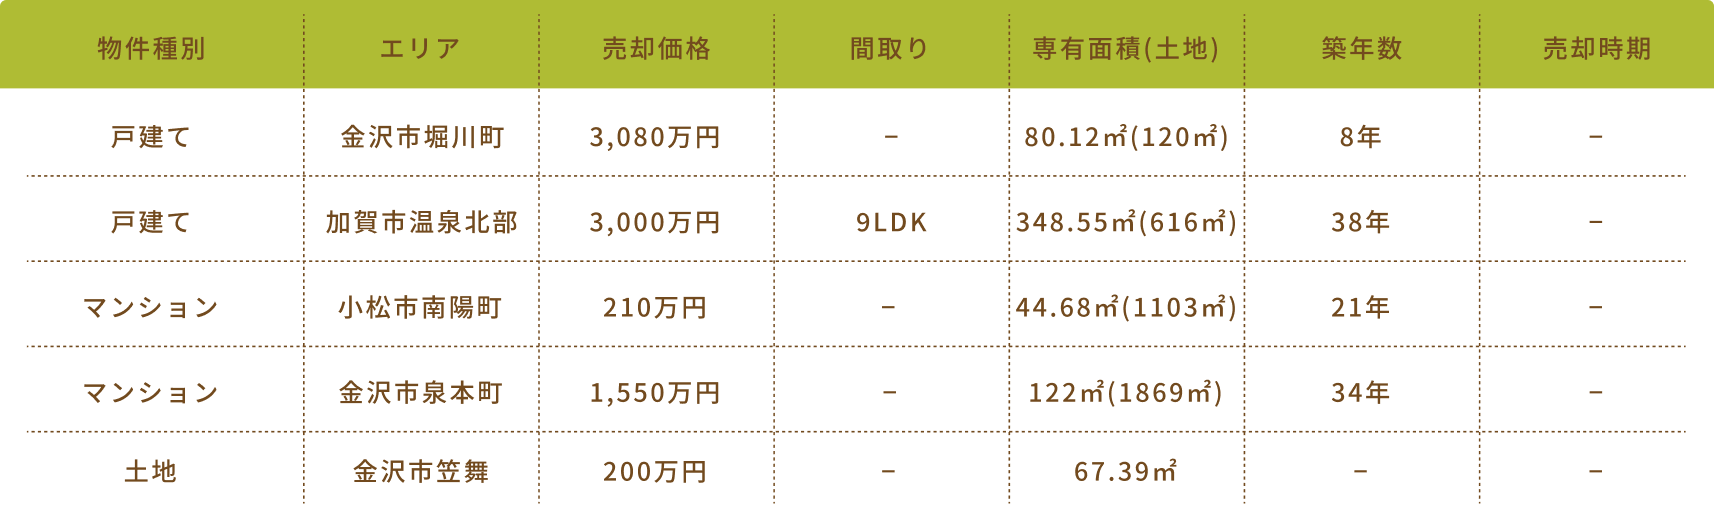 物件種別 エリア 売却価格 間取り 専有面積(土地) 築年数 売却時期
戸建て 金沢市堀川町 3,080万円 − 80.12㎡(120㎡) 8年 −
戸建て 加賀市温泉北部 3,000万円 9LDK 348.55㎡(616㎡) 38年 −
マンション 小松市南陽町 210万円 − 44.68㎡(1103㎡) 21年 −
マンション 金沢市泉本町 1,550万円 − 122㎡(1869㎡) 34年 −
土地 金沢市笠舞 200万円 − 67.39㎡ − −